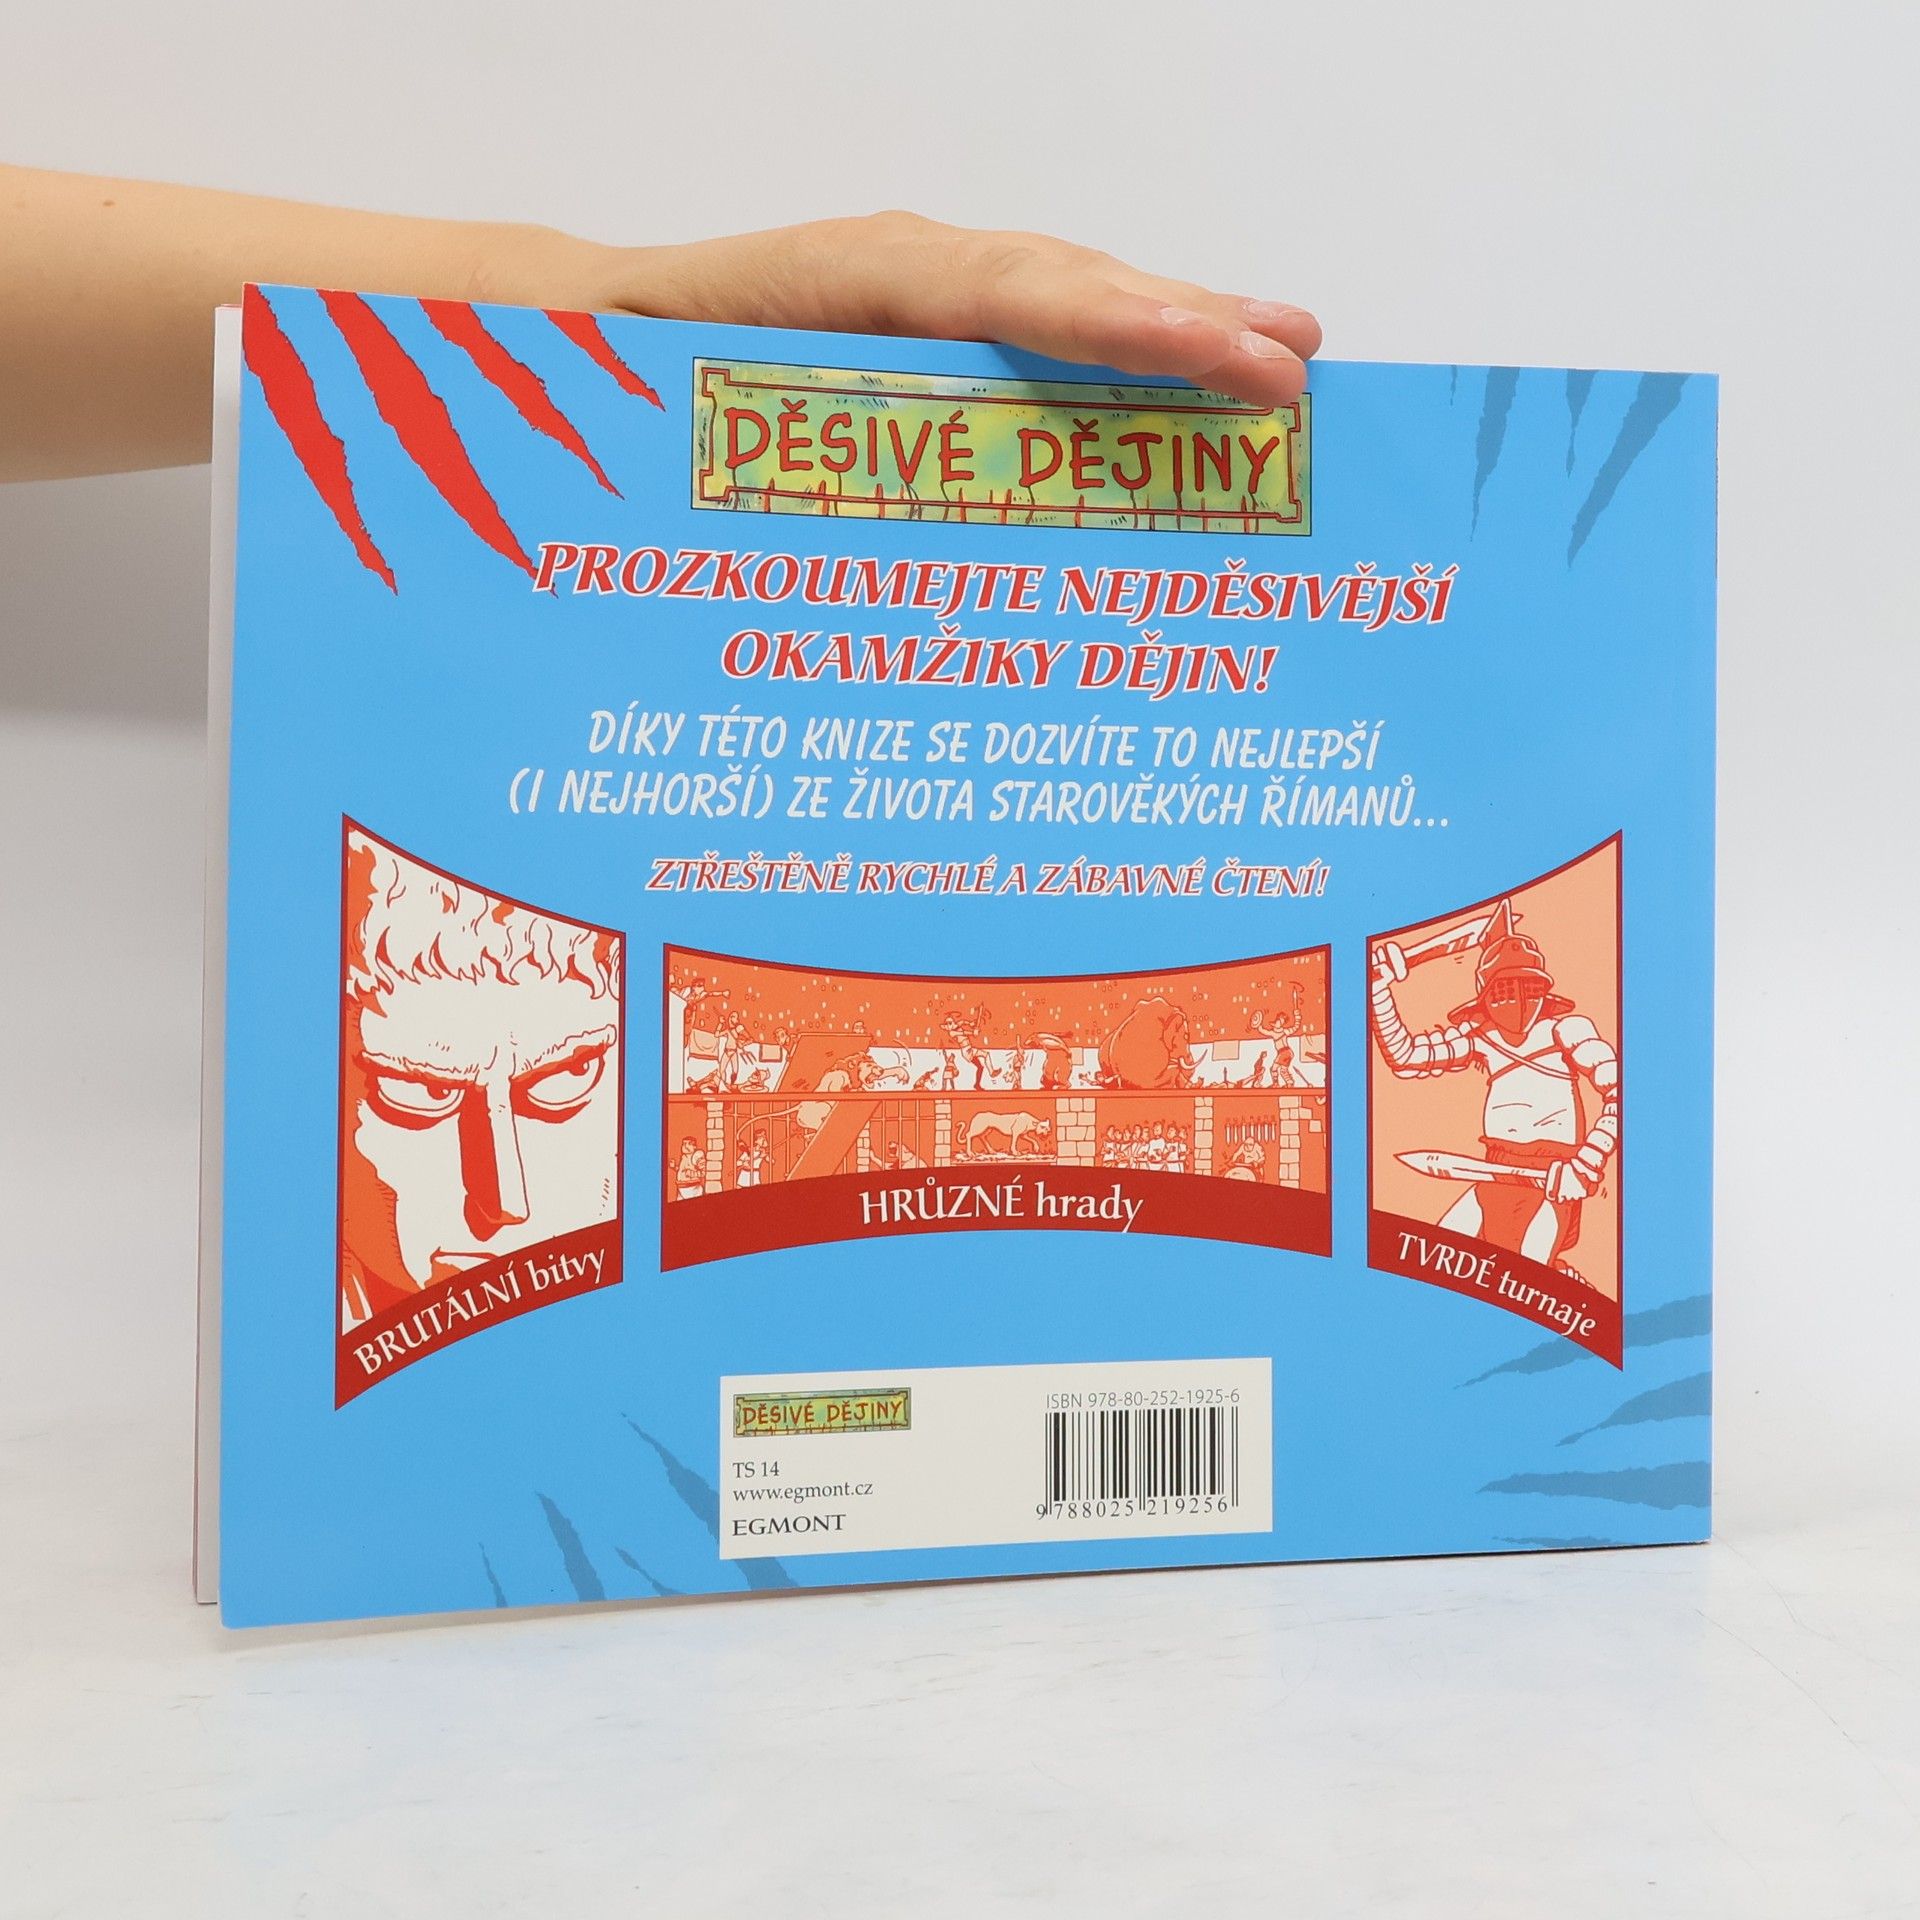 DĚSIVÉ DĚJINY
PROZKOUMEJTE NEJDĚSIVĚJŠÍ
OKAMŽIKY DĚJIN!
DÍKY TÉTO KNIZE SE DOZVÍTE TO NEJLEPŠÍ
(I NEJHORŠÍ) ZE ŽIVOTA STAROVĚKÝCH ŘÍMANŮ...
ZTŘEŠTĚNĚ RYCHLÉ A ZÁBAVNÉ ČTENÍ!
BRUTÁLNÍ bitvy
HRŮZNÉ hrady
TVRDÉ turnaje
DĚSIVÉ DĚJINY
TS 14
www.egmont.cz
EGMONT
ISBN 978-80-252-1925-6
9 788025 219256